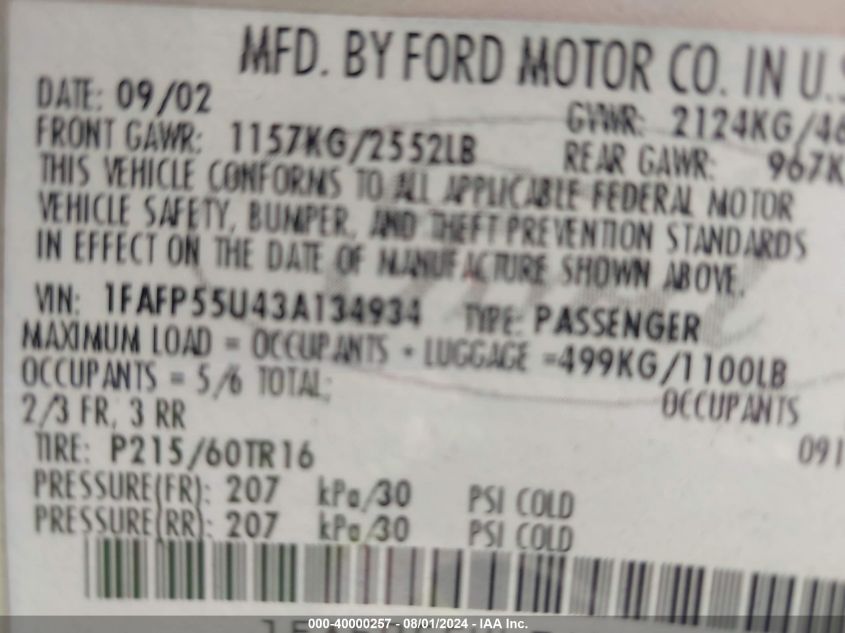 MFD. BY FORD MOTOR CO. IN U.S
DATE: 09/02
GVWR: 2124KG/46
FRONT GAWR: 1157KG/2552LB
REAR GAWR: 967K
THIS VEHICLE CONFORMS TO ALL APPLICABLE FEDERAL MOTOR
VEHICLE SAFETY, BUMPER, AND THEFT PREVENTION STANDARDS
IN EFFECT ON THE DATE OF MANUFACTURE SHOWN ABOVE.
VIN: 1FAFP55U43A134934 TYPE: PASSENGER
MAXIMUM LOAD = OCCUPANTS + LUGGAGE =499KG/1100LB
OCCUPANTS = 5/6 TOTAL: OCCUPANTS
2/3 FR, 3 RR
091
TIRE: P215/60TR16
PRESSURE(FR): 207 kPa/30 PSI COLD
PRESSURE(RR): 207 kPa/30 PSI COLD
000-40000257 - 08/01/2024 - IAA Inc.